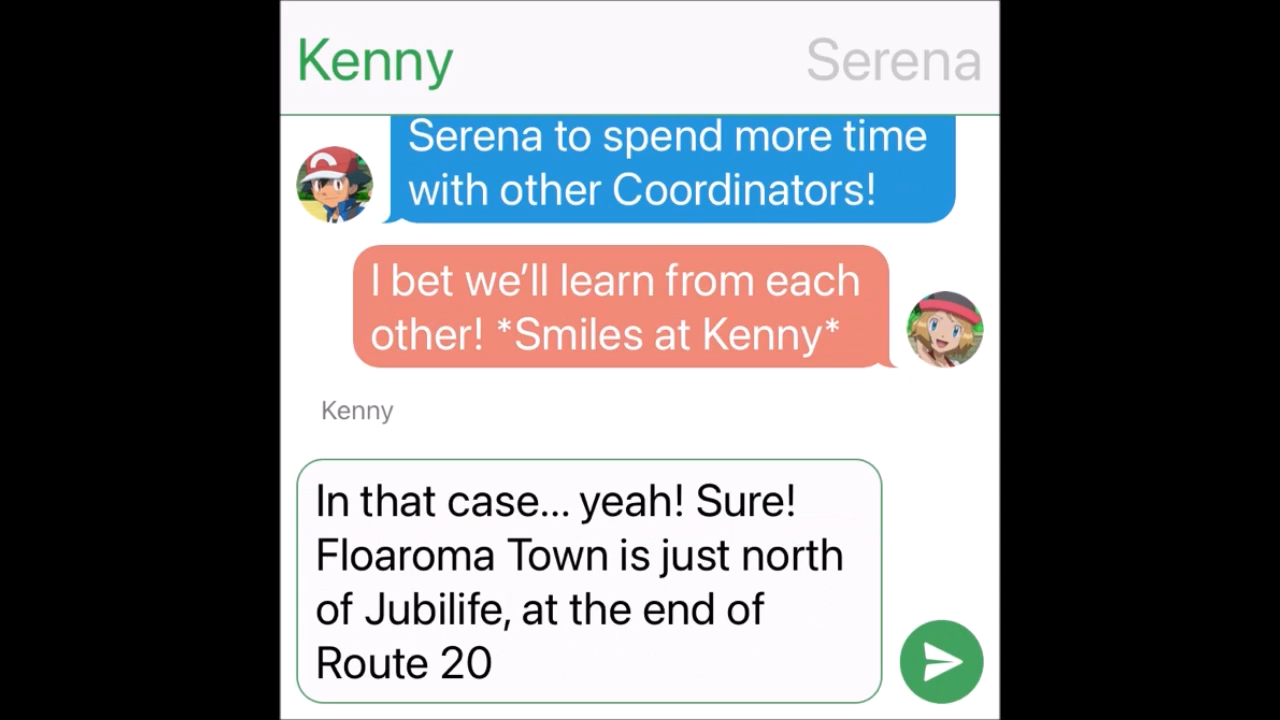 Kenny Serena
Serena to spend more time
with other Coordinators!
I bet we’ll learn from each
other! *Smiles at Kenny*
Kenny
In that case... yeah! Sure!
Floaroma Town is just north
of Jubilife, at the end of
Route 20